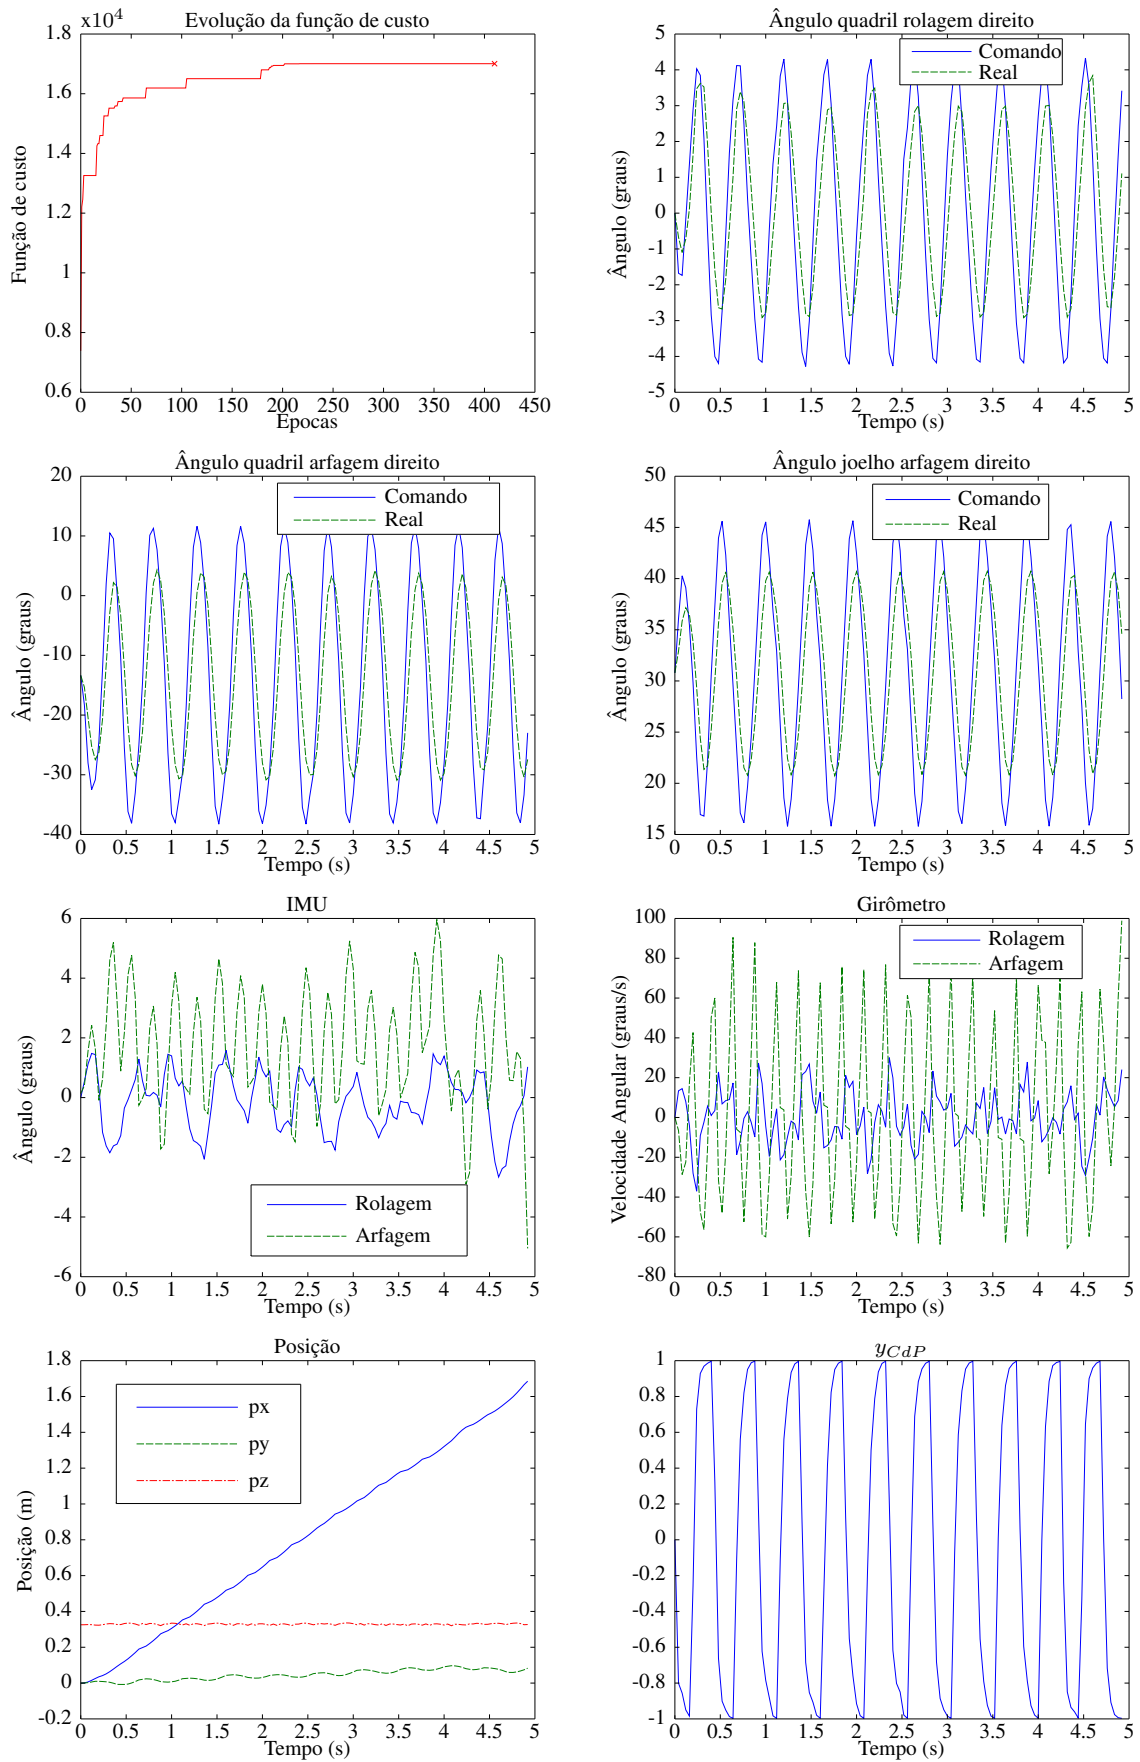 x10⁴ Evolução da função de custo
1.8
1.6
1.4
1.2
1
0.8
0.6
Função de custo
0 50 100 150 200 250 300 350 400 450
Epocas
Ângulo quadril rolagem direito
5
4
3
2
1
0
-1
-2
-3
-4
-5
Ângulo (graus)
Comando
Real
0 0.5 1 1.5 2 2.5 3 3.5 4 4.5 5
Tempo (s)
Ângulo quadril arfagem direito
20
10
0
-10
-20
-30
-40
Ângulo (graus)
Comando
Real
0 0.5 1 1.5 2 2.5 3 3.5 4 4.5 5
Tempo (s)
Ângulo joelho arfagem direito
50
45
40
35
30
25
20
15
Ângulo (graus)
Comando
Real
0 0.5 1 1.5 2 2.5 3 3.5 4 4.5 5
Tempo (s)
IMU
6
4
2
0
-2
-4
-6
Ângulo (graus)
Rolagem
Arfagem
0 0.5 1 1.5 2 2.5 3 3.5 4 4.5 5
Tempo (s)
Girômetro
100
80
60
40
20
0
-20
-40
-60
-80
Velocidade Angular (graus/s)
Rolagem
Arfagem
0 0.5 1 1.5 2 2.5 3 3.5 4 4.5 5
Tempo (s)
Posição
1.8
1.6
1.4
1.2
1
0.8
0.6
0.4
0.2
0
-0.2
Posição (m)
px
py
pz
0 0.5 1 1.5 2 2.5 3 3.5 4 4.5 5
Tempo (s)
yCdP
1
0.8
0.6
0.4
0.2
0
-0.2
-0.4
-0.6
-0.8
-1
0 0.5 1 1.5 2 2.5 3 3.5 4 4.5 5
Tempo (s)